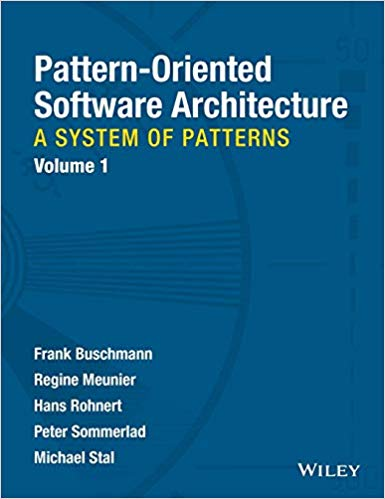 Pattern-Oriented
Software Architecture
A SYSTEM OF PATTERNS
Volume 1
Frank Buschmann
Regine Meunier
Hans Rohnert
Peter Sommerlad
Michael Stal
WILEY